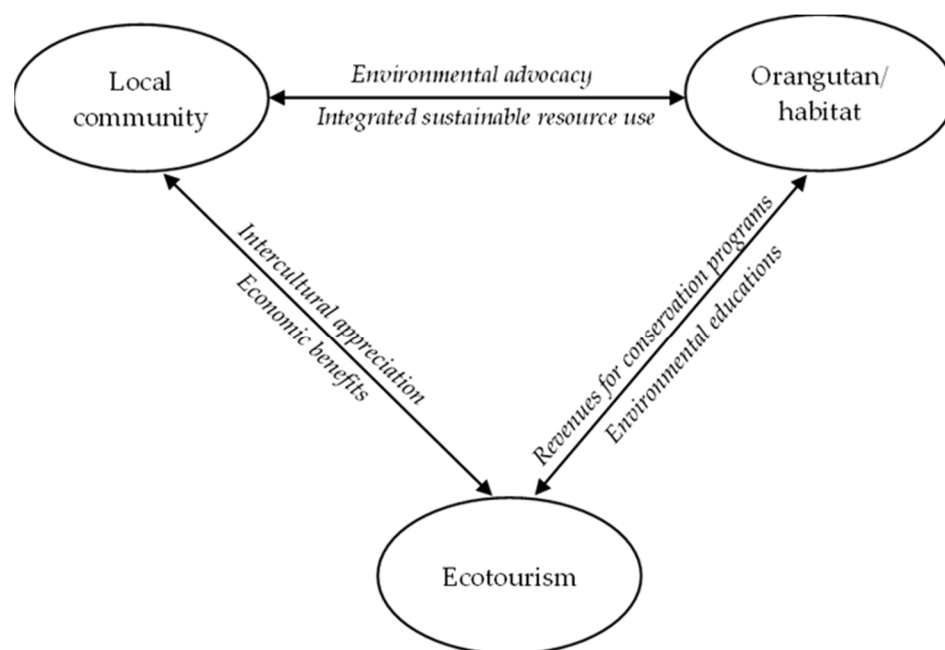 Local
community
Environmental advocacy
Integrated sustainable resource use
Orangutan/
habitat
Intercultural appreciation
Economic benefits
Revenues for conservation programs
Environmental educations
Ecotourism